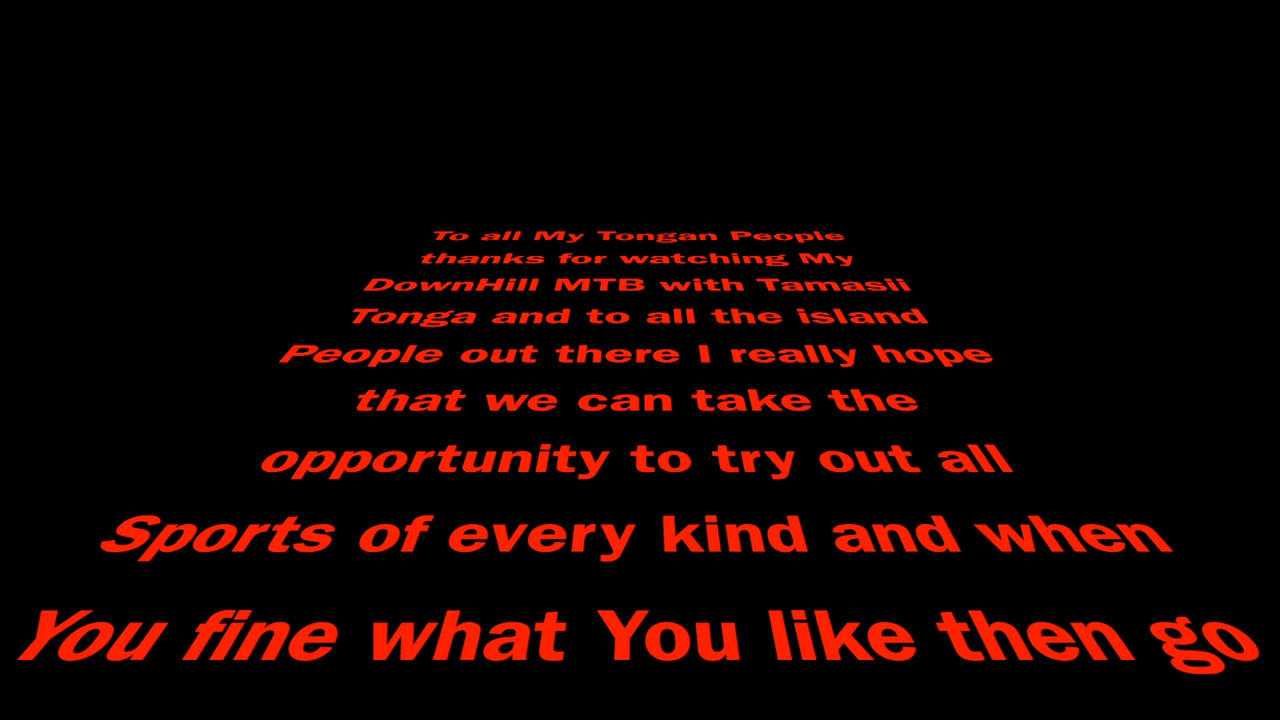 To all My Tongan People
thanks for watching My
DownHill MTB with Tamasii
Tonga and to all the island
People out there I really hope
that we can take the
opportunity to try out all
Sports of every kind and when
You fine what You like then go